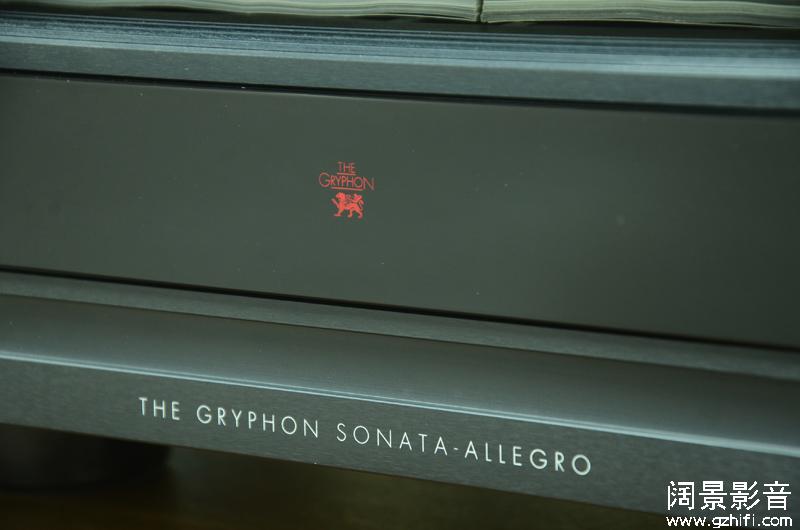 THE
GRYPHON
THE GRYPHON SONATA-ALLEGRO
阔景影音
www.gzhifi.com